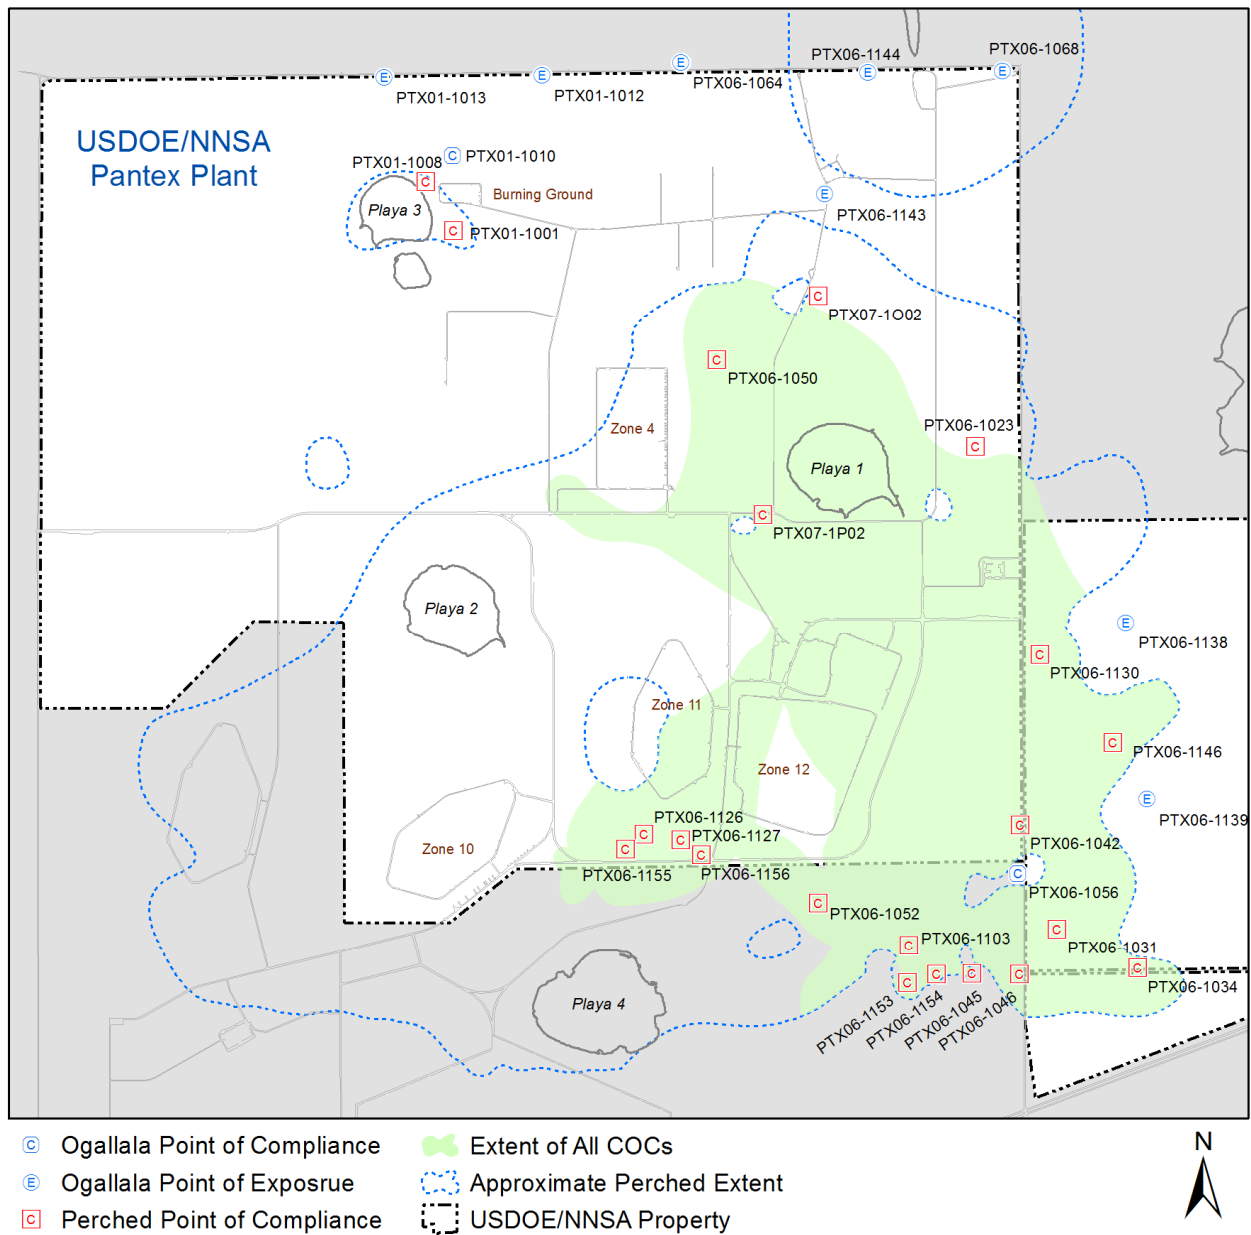 PTX06-1144
PTX06-1068
E
E
E
E
E
PTX01-1013
PTX01-1012
PTX06-1064
USDOE/NNSA
Pantex Plant
PTX01-1008
C
PTX01-1010
C
Burning Ground
E
PTX06-1143
Playa 3
C
PTX01-1001
C
PTX07-1O02
C
PTX06-1050
Zone 4
PTX06-1023
C
Playa 1
C
PTX07-1P02
Playa 2
E
PTX06-1138
C
PTX06-1130
Zone 11
C
PTX06-1146
Zone 12
E
PTX06-1139
PTX06-1126
C
C
PTX06-1127
C
PTX06-1042
Zone 10
C
C
PTX06-1155
PTX06-1156
C
PTX06-1056
C
PTX06-1052
C
PTX06-1103
C
PTX06-1031
C
C
C
C
C
PTX06-1034
Playa 4
PTX06-1153
PTX06-1154
PTX06-1045
PTX06-1046
C Ogallala Point of Compliance
Extent of All COCs
E Ogallala Point of Exposrue
Approximate Perched Extent
C Perched Point of Compliance
USDOE/NNSA Property
N